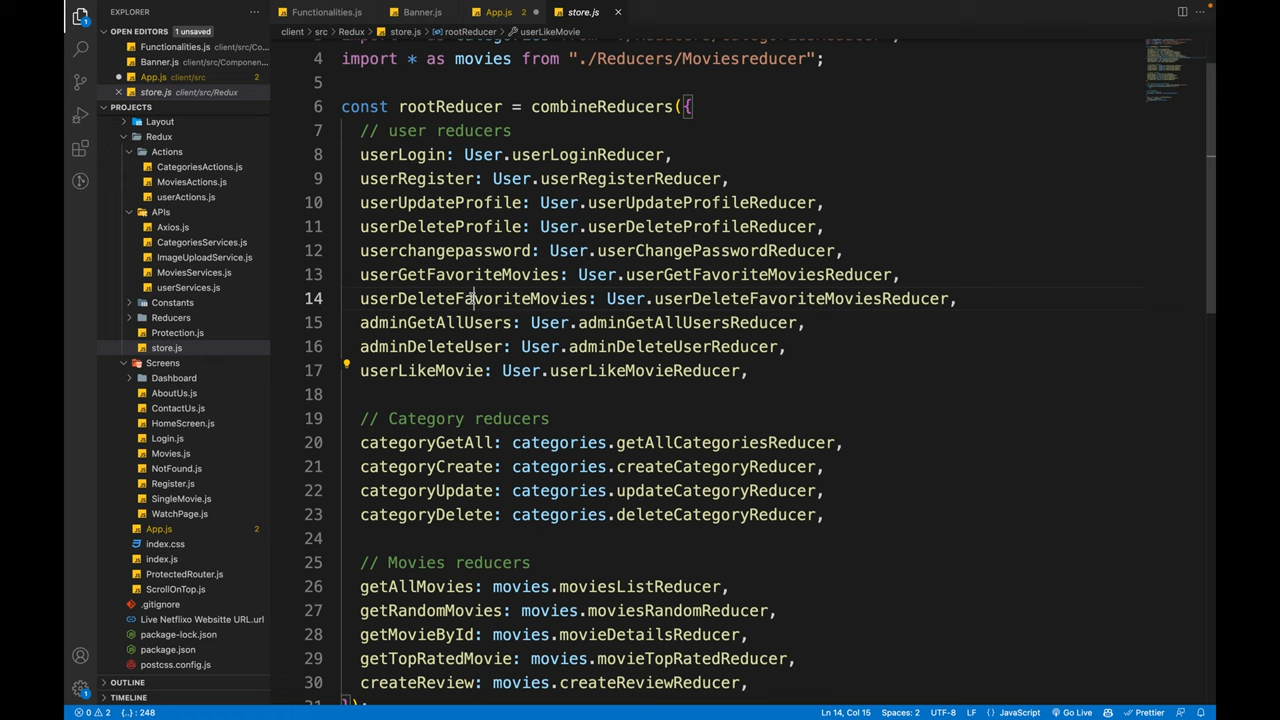 EXPLORER
Functionalities.js
Banner.js
App.js 2
store.js
OPEN EDITORS 1 unsaved
client > src > Redux > store.js > rootReducer > userLikeMovie
Functionalities.js client/src/Co...
Banner.js client/src/Componen...
App.js client/src 2
store.js client/src/Redux
PROJECTS
Layout
Redux
Actions
CategoriesActions.js
MoviesActions.js
userActions.js
APIs
Axios.js
CategoriesServices.js
ImageUploadService.js
MoviesServices.js
userServices.js
Constants
Reducers
Protection.js
store.js
Screens
Dashboard
AboutUs.js
ContactUs.js
HomeScreen.js
Login.js
Movies.js
NotFound.js
Register.js
SingleMovie.js
WatchPage.js
App.js 2
index.css
index.js
ProtectedRouter.js
ScrollOnTop.js
.gitignore
Live Netflixo Websitte URL.url
package-lock.json
package.json
postcss.config.js
OUTLINE
TIMELINE
4 import * as movies from "./Reducers/Moviesreducer";
5
6 const rootReducer = combineReducers({
7 // user reducers
8 userLogin: User.userLoginReducer,
9 userRegister: User.userRegisterReducer,
10 userUpdateProfile: User.userUpdateProfileReducer,
11 userDeleteProfile: User.userDeleteProfileReducer,
12 userchangepassword: User.userChangePasswordReducer,
13 userGetFavoriteMovies: User.userGetFavoriteMoviesReducer,
14 userDeleteFavoriteMovies: User.userDeleteFavoriteMoviesReducer,
15 adminGetAllUsers: User.adminGetAllUsersReducer,
16 adminDeleteUser: User.adminDeleteUserReducer,
17 userLikeMovie: User.userLikeMovieReducer,
18
19 // Category reducers
20 categoryGetAll: categories.getAllCategoriesReducer,
21 categoryCreate: categories.createCategoryReducer,
22 categoryUpdate: categories.updateCategoryReducer,
23 categoryDelete: categories.deleteCategoryReducer,
24
25 // Movies reducers
26 getAllMovies: movies.moviesListReducer,
27 getRandomMovies: movies.moviesRandomReducer,
28 getMovieById: movies.movieDetailsReducer,
29 getTopRatedMovie: movies.movieTopRatedReducer,
30 createReview: movies.createReviewReducer,
0 2 {..}: 248 Ln 14, Col 15 Spaces: 2 UTF-8 LF {} JavaScript Go Live Prettier